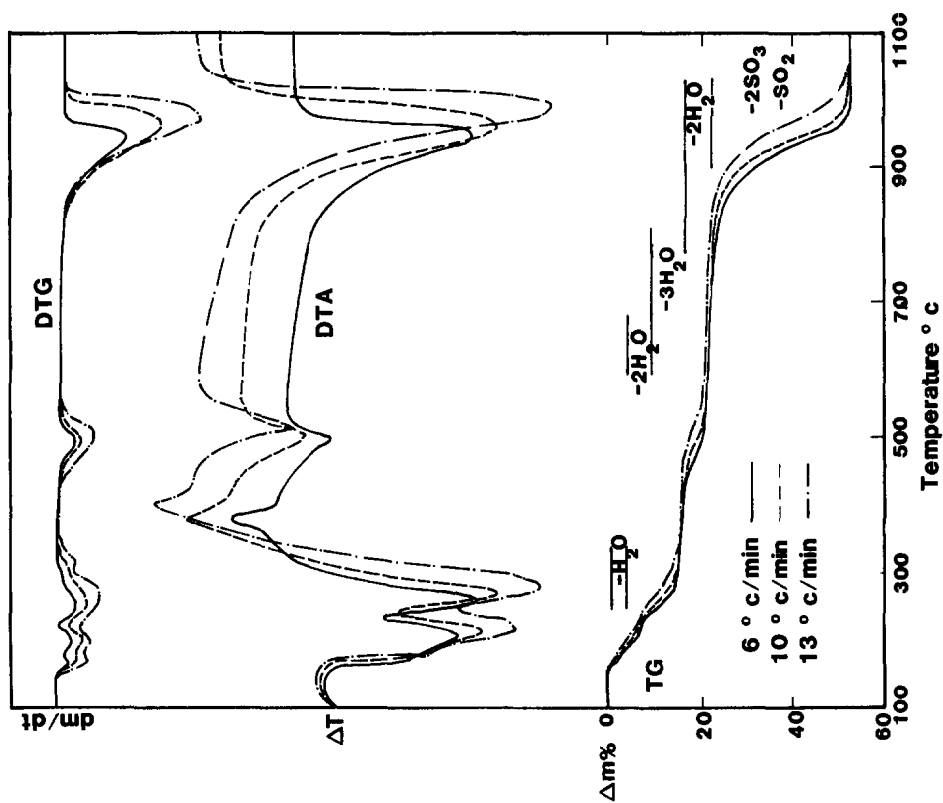 DTG
DTA
dm/dt
ΔT
Δm%
TG
-H2O
-2H2O
-3H2O
-2H2O
-2SO3
-SO2
6 ° c/min
10 ° c/min
13 ° c/min
0
20
40
60
100
300
500
700
900
1100
Temperature ° c